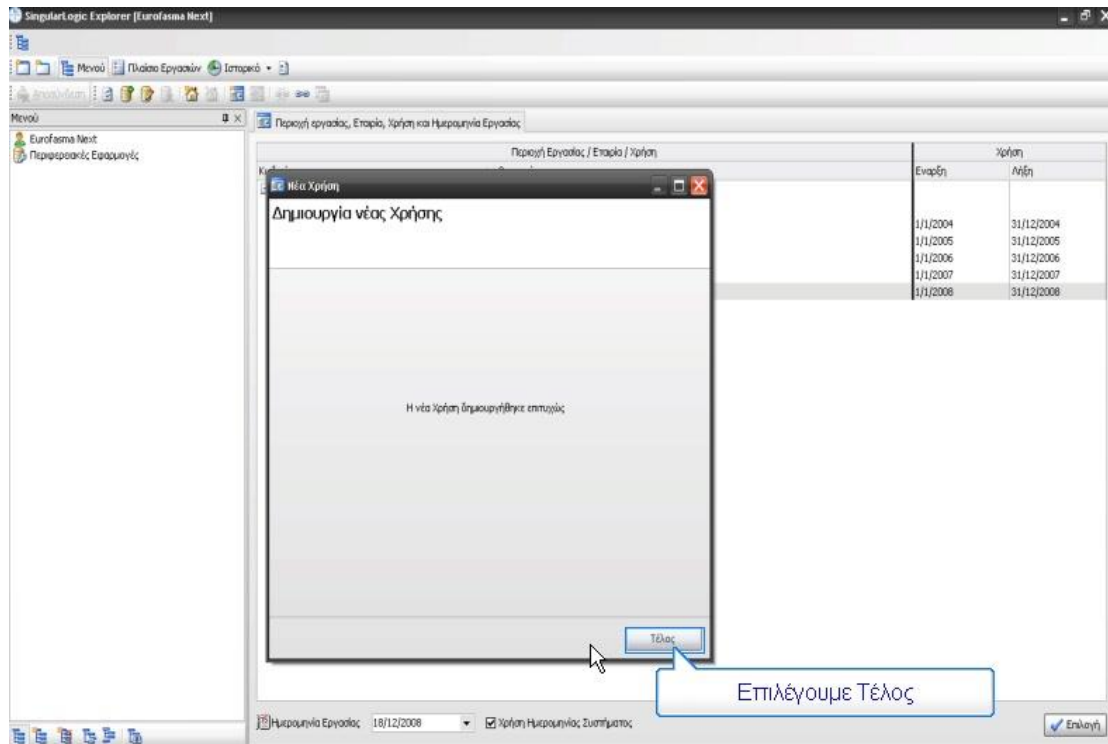 SingularLogic Explorer [Eurofasma Next]
Μενού Πλαίσιο Εργασιών Ιστορικό
Αποσύνδεση
Μενού
Περιοχή εργασίας, Εταιρία, Χρήση και Ημερομηνία Εργασίας
Eurofasma Next
Περιφερειακές Εφαρμογές
Περιοχή Εργασίας / Εταιρία / Χρήση
Χρήση
Έναρξη Λήξη
Νέα Χρήση
Δημιουργία νέας Χρήσης
1/1/2004 31/12/2004
1/1/2005 31/12/2005
1/1/2006 31/12/2006
1/1/2007 31/12/2007
1/1/2008 31/12/2008
Η νέα Χρήση δημιουργήθηκε επιτυχώς
Τέλος
Επιλέγουμε Τέλος
Ημερομηνία Εργασίας 18/12/2008 Χρήση Ημερομηνίας Συστήματος
Επιλογή